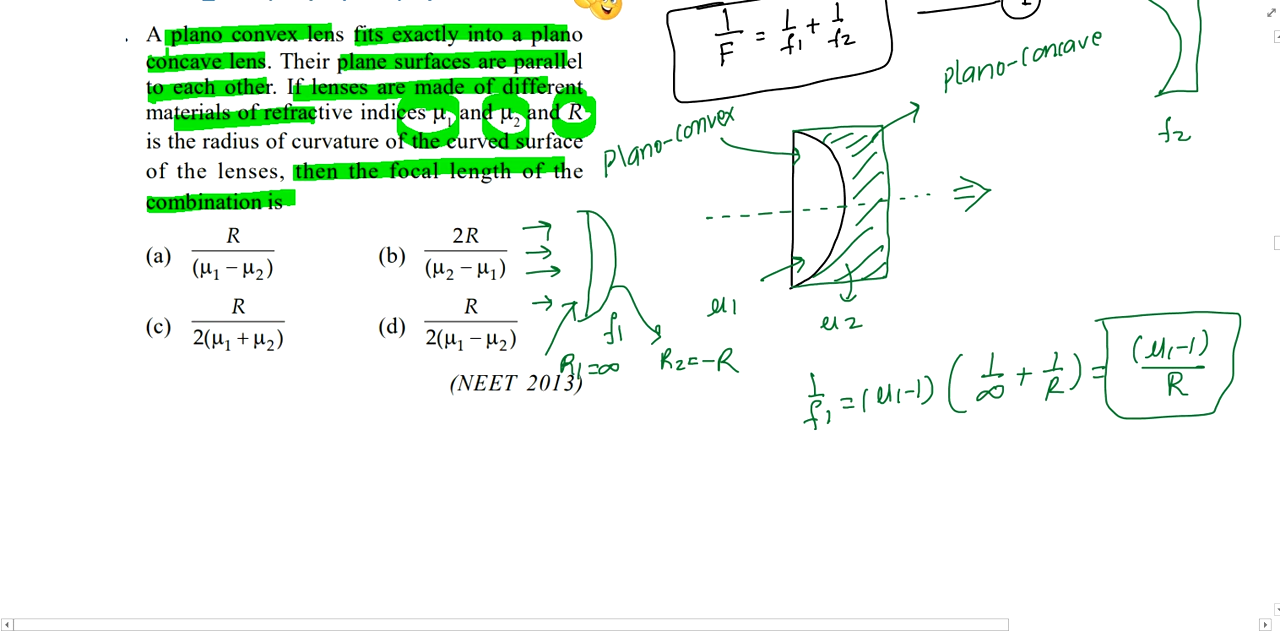 . A plano convex lens fits exactly into a plano
concave lens. Their plane surfaces are parallel
to each other. If lenses are made of different
materials of refractive indices μ₁ and μ₂ and R
is the radius of curvature of the curved surface
of the lenses, then the focal length of the
combination is
(a) R/(μ₁ − μ₂)
(b) 2R/(μ₂ − μ₁)
(c) R/2(μ₁ + μ₂)
(d) R/2(μ₁ − μ₂)
(NEET 2013)
1/F = 1/f₁ + 1/f₂
1
plano-concave
f₂
plano-convex
μ1
μ2
f₁
R₁=∞
R₂=-R
1/f₁ = (μ₁-1) (1/∞ + 1/R) = (μ₁-1)/R